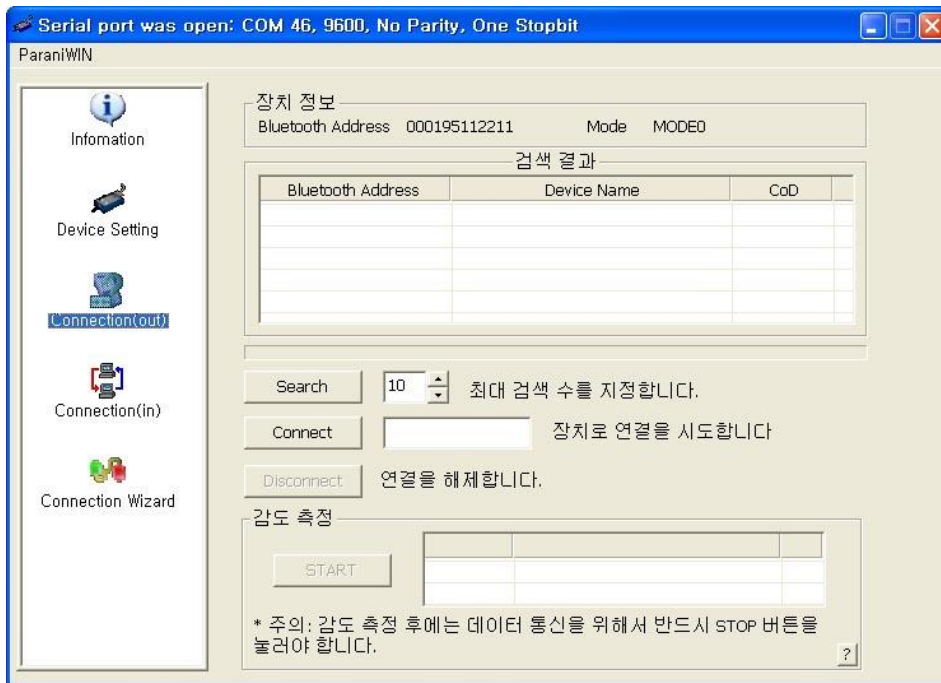 Serial port was open: COM 46, 9600, No Parity, One Stopbit
ParaniWIN
Infomation
Device Setting
Connection(out)
Connection(in)
Connection Wizard
장치 정보
Bluetooth Address 000195112211 Mode MODE0
검색 결과
Bluetooth Address Device Name CoD
Search 10 최대 검색 수를 지정합니다.
Connect 장치로 연결을 시도합니다
Disconnect 연결을 해제합니다.
감도 측정
START
* 주의: 감도 측정 후에는 데이터 통신을 위해서 반드시 STOP 버튼을
눌러야 합니다.
?